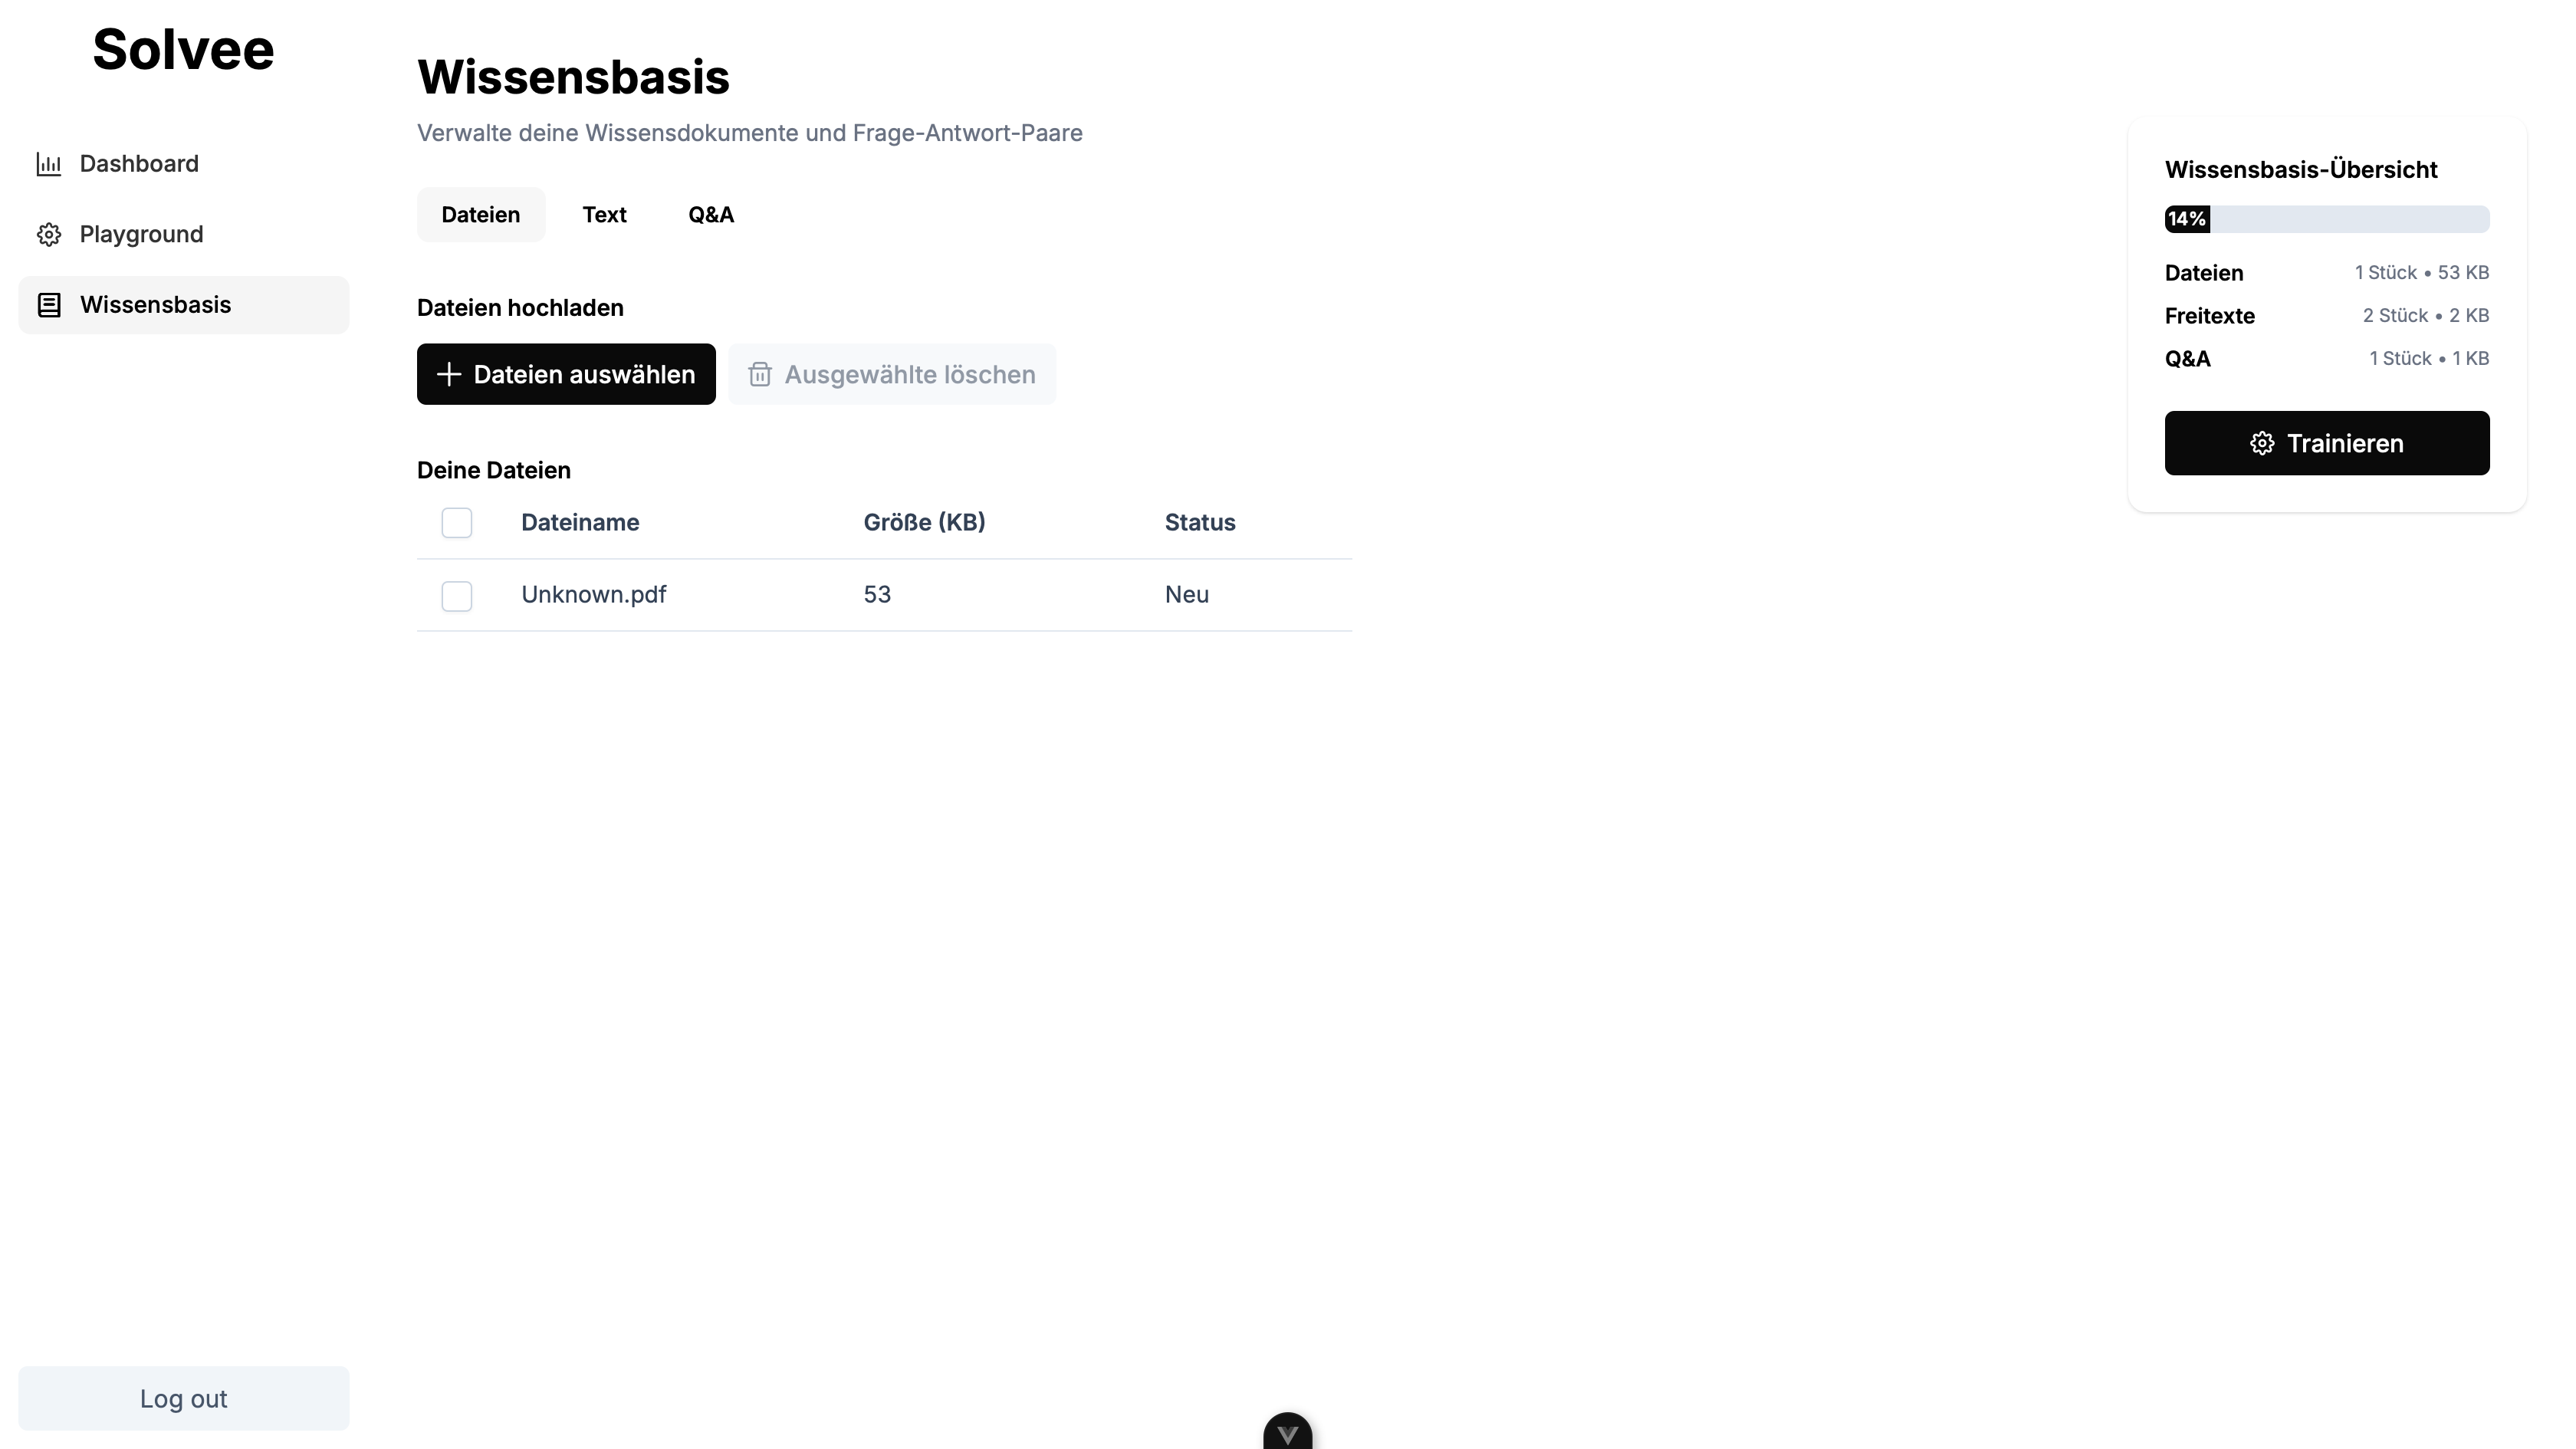 Solvee
Dashboard
Playground
Wissensbasis
Log out
Wissensbasis
Verwalte deine Wissensdokumente und Frage-Antwort-Paare
Dateien Text Q&A
Dateien hochladen
Dateien auswählen Ausgewählte löschen
Deine Dateien
Dateiname Größe (KB) Status
Unknown.pdf 53 Neu
Wissensbasis-Übersicht
14%
Dateien 1 Stück • 53 KB
Freitexte 2 Stück • 2 KB
Q&A 1 Stück • 1 KB
Trainieren